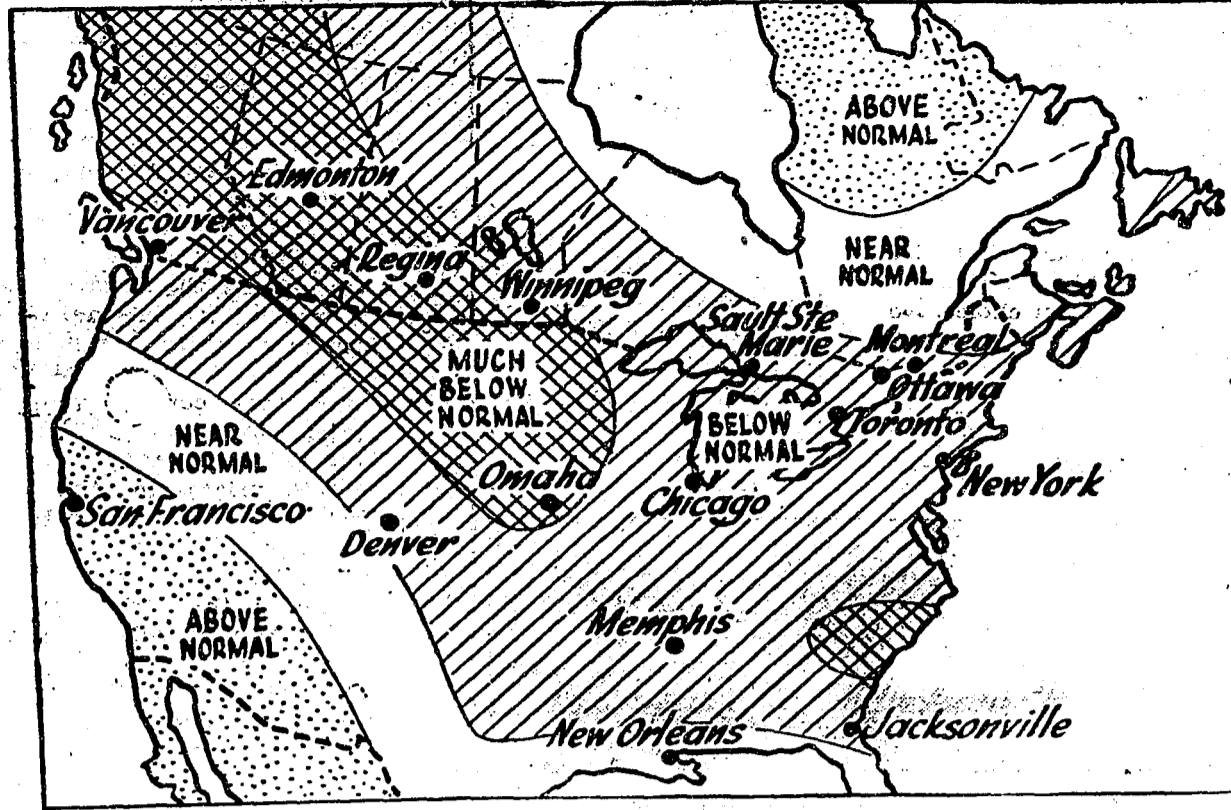 ABOVE
NORMAL
Edmonton
Vancouver
Regina
Winnipeg
NEAR
NORMAL
Sault Ste
Marie
Montreal
Ottawa
Toronto
MUCH
BELOW
NORMAL
BELOW
NORMAL
NEAR
NORMAL
Omaha
Chicago
New York
San Francisco
Denver
ABOVE
NORMAL
Memphis
New Orleans
Jacksonville